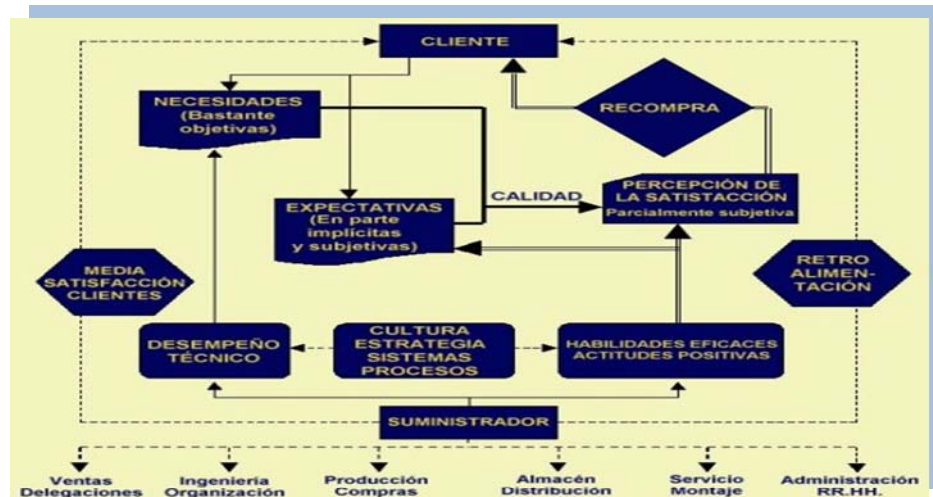 CLIENTE
NECESIDADES
(Bastante
objetivas)
RECOMPRA
EXPECTATIVAS
(En parte
implícitas
y subjetivas)
CALIDAD
PERCEPCIÓN DE
LA SATISTACCIÓN
Parcialmente subjetiva
MEDIA
SATISFACCIÓN
CLIENTES
RETRO
ALIMEN-
TACIÓN
DESEMPEÑO
TÉCNICO
CULTURA
ESTRATEGIA
SISTEMAS
PROCESOS
HABILIDADES EFICACES
ACTITUDES POSITIVAS
SUMINISTRADOR
Ventas
Delegaciones
Ingeniería
Organización
Producción
Compras
Almacén
Distribución
Servicio
Montaje
Administración
RR.HH.